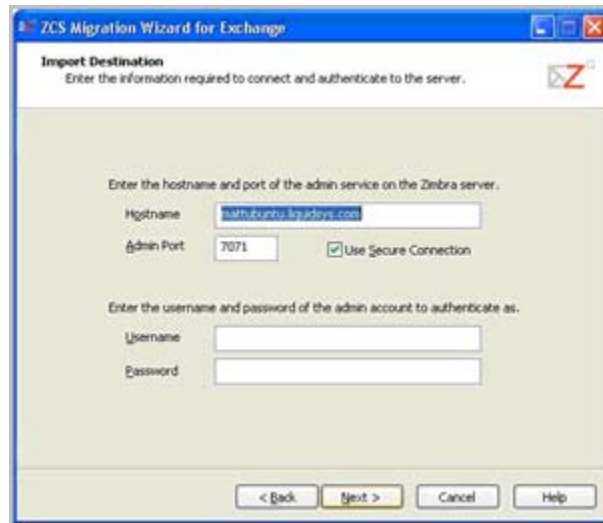 ZCS Migration Wizard for Exchange
Import Destination
Enter the information required to connect and authenticate to the server.
Z
Enter the hostname and port of the admin service on the Zimbra server.
Hostname mattubuntu.liquidsys.com
Admin Port 7071 Use Secure Connection
Enter the username and password of the admin account to authenticate as.
Username
Password
< Back Next > Cancel Help